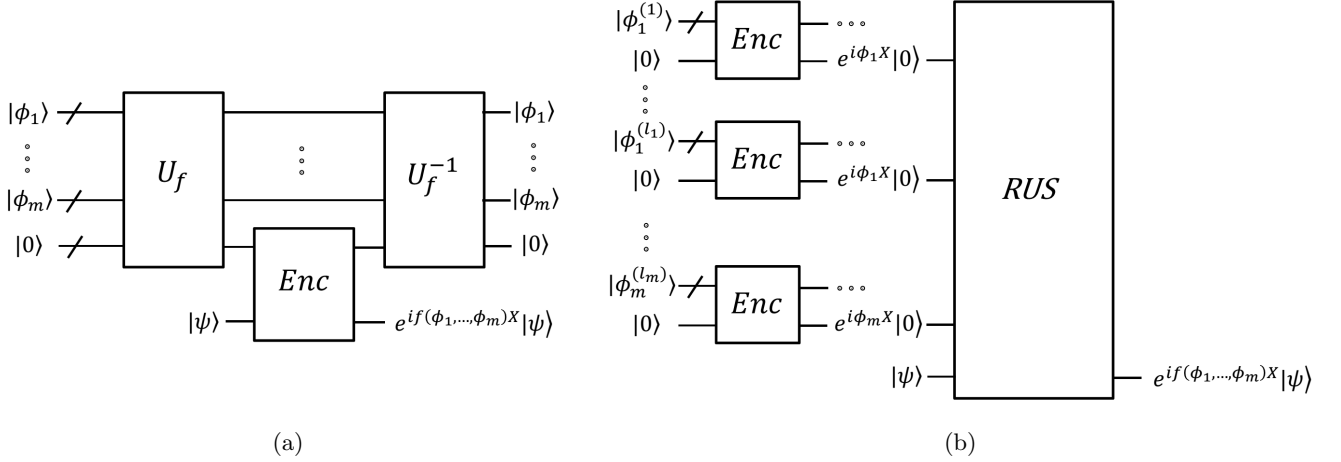 |ϕ₁⟩
|ϕₘ⟩
|0⟩
U_f
U_f^{-1}
|ϕ₁⟩
|ϕₘ⟩
|0⟩
Enc
|ψ⟩
e^{if(ϕ₁,…,ϕₘ)X}|ψ⟩
(a)
|ϕ₁^{(1)}⟩
|0⟩
Enc
e^{iϕ₁X}|0⟩
|ϕ₁^{(l₁)}⟩
|0⟩
Enc
e^{iϕ₁X}|0⟩
|ϕₘ^{(lₘ)}⟩
|0⟩
Enc
e^{iϕₘX}|0⟩
|ψ⟩
RUS
e^{if(ϕ₁,…,ϕₘ)X}|ψ⟩
(b)